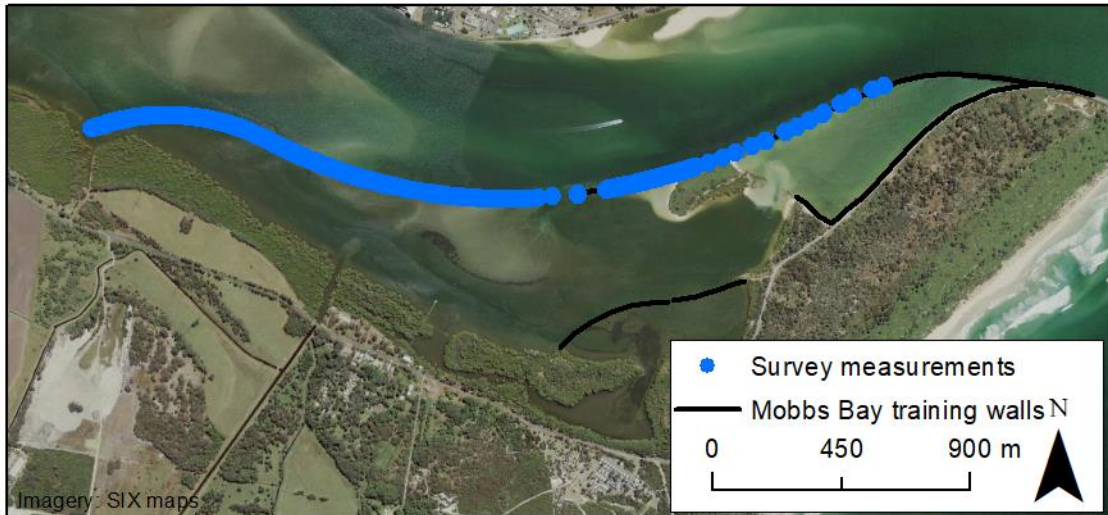 Survey measurements
Mobbs Bay training walls N
0 450 900 m
Imagery: SIX maps